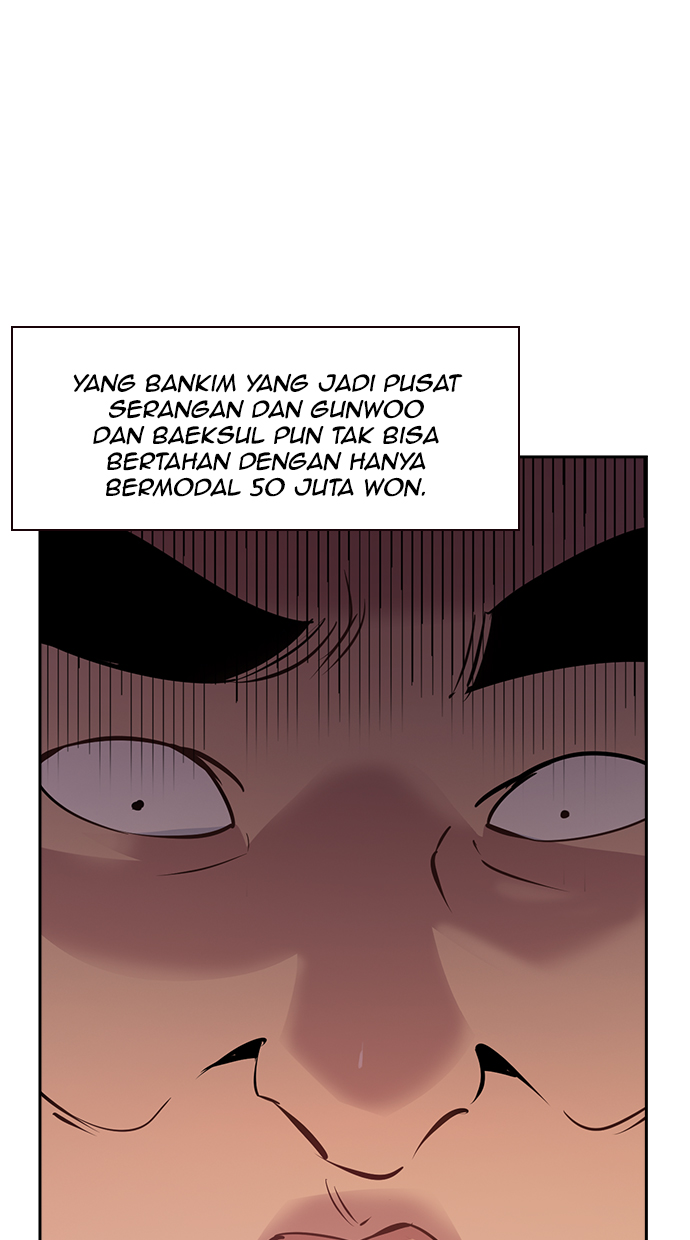 YANG BANKIM YANG JADI PUSAT
SERANGAN DAN GUNWOO
DAN BAEKSUL PUN TAK BISA
BERTAHAN DENGAN HANYA
BERMODAL 50 JUTA WON.